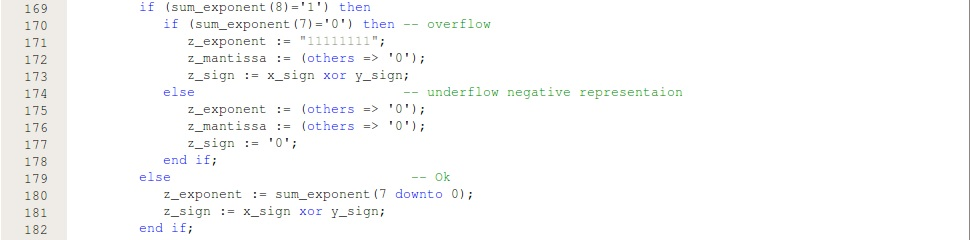 169 if (sum_exponent(8)='1') then
170 if (sum_exponent(7)='0') then -- overflow
171 z_exponent := "11111111";
172 z_mantissa := (others => '0');
173 z_sign := x_sign xor y_sign;
174 else -- underflow negative representaion
175 z_exponent := (others => '0');
176 z_mantissa := (others => '0');
177 z_sign := '0';
178 end if;
179 else -- Ok
180 z_exponent := sum_exponent(7 downto 0);
181 z_sign := x_sign xor y_sign;
182 end if;